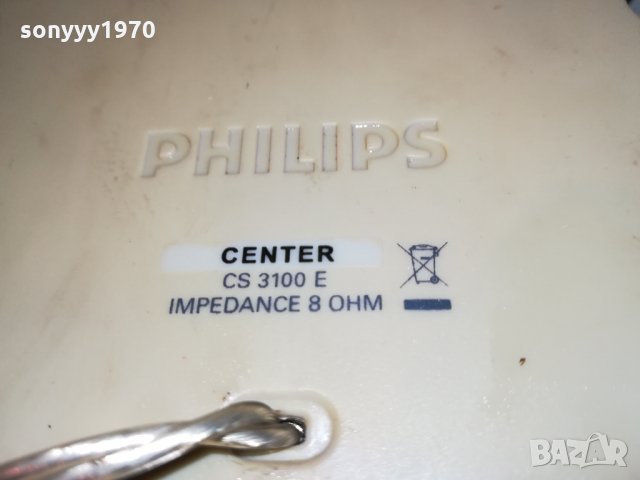 sonyyy1970
PHILIPS
CENTER
CS 3100 E
IMPEDANCE 8 OHM
BAZAR